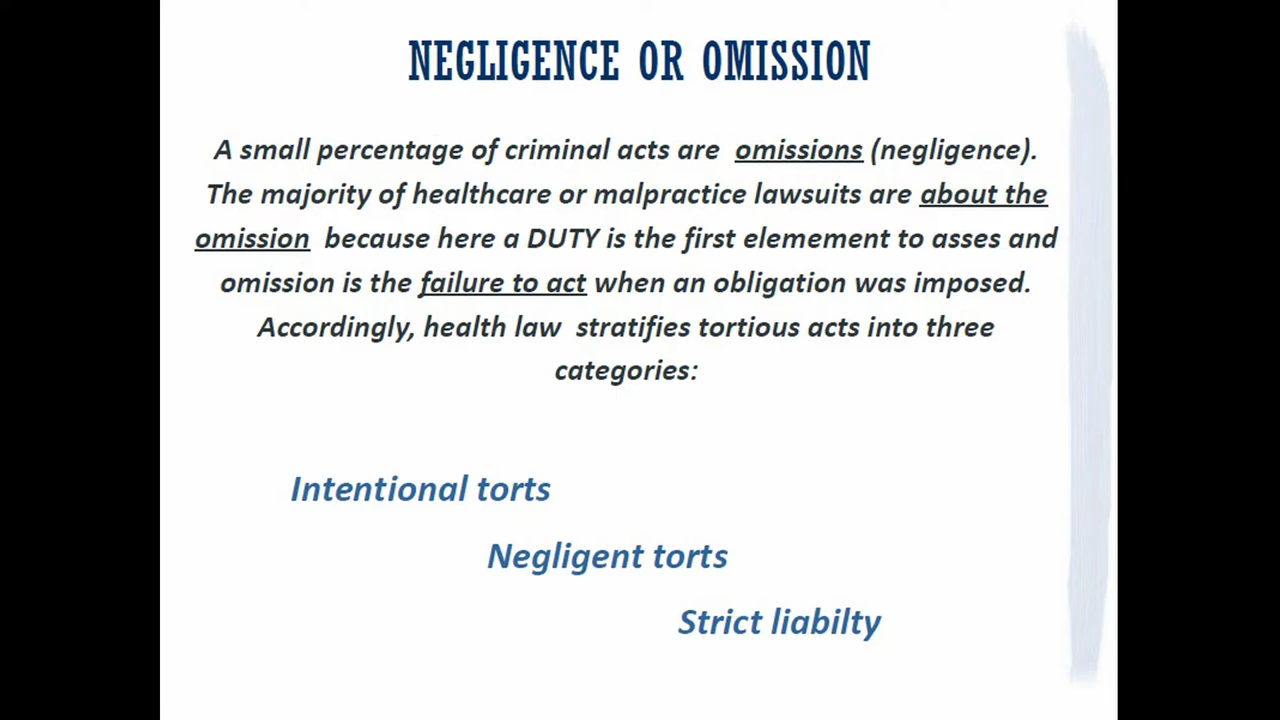 NEGLIGENCE OR OMISSION
A small percentage of criminal acts are omissions (negligence).
The majority of healthcare or malpractice lawsuits are about the
omission because here a DUTY is the first elemement to asses and
omission is the failure to act when an obligation was imposed.
Accordingly, health law stratifies tortious acts into three
categories:
Intentional torts
Negligent torts
Strict liabilty